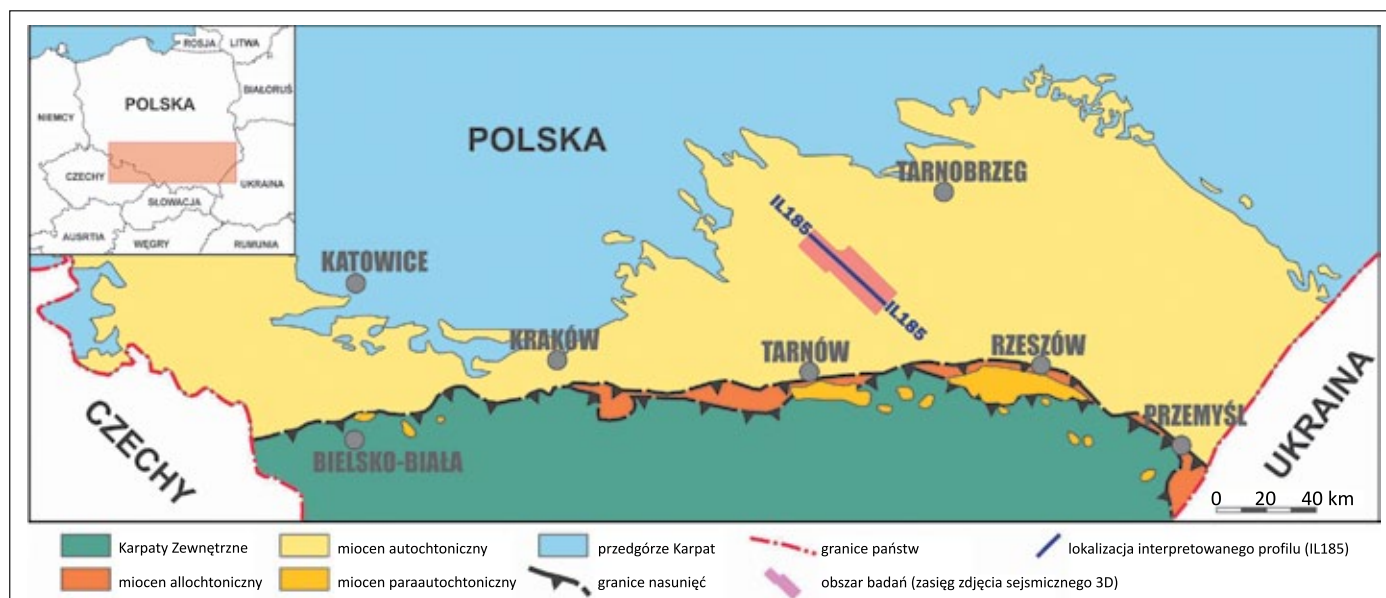 ROSJA
LITWA
BIAŁORUŚ
POLSKA
NIEMCY
CZECHY
UKRAINA
SŁOWACJA
AUSRTIA
WĘGRY
RUMUNIA
POLSKA
TARNOBRZEG
IL185
KATOWICE
IL185
KRAKÓW
TARNÓW
RZESZÓW
PRZEMYŚL
UKRAINA
CZECHY
BIELSKO-BIAŁA
0 20 40 km
Karpaty Zewnętrzne
miocen autochtoniczny
przedgórze Karpat
granice państw
lokalizacja interpretowanego profilu (IL185)
miocen allochtoniczny
miocen paraautochtoniczny
granice nasunięć
obszar badań (zasięg zdjęcia sejsmicznego 3D)